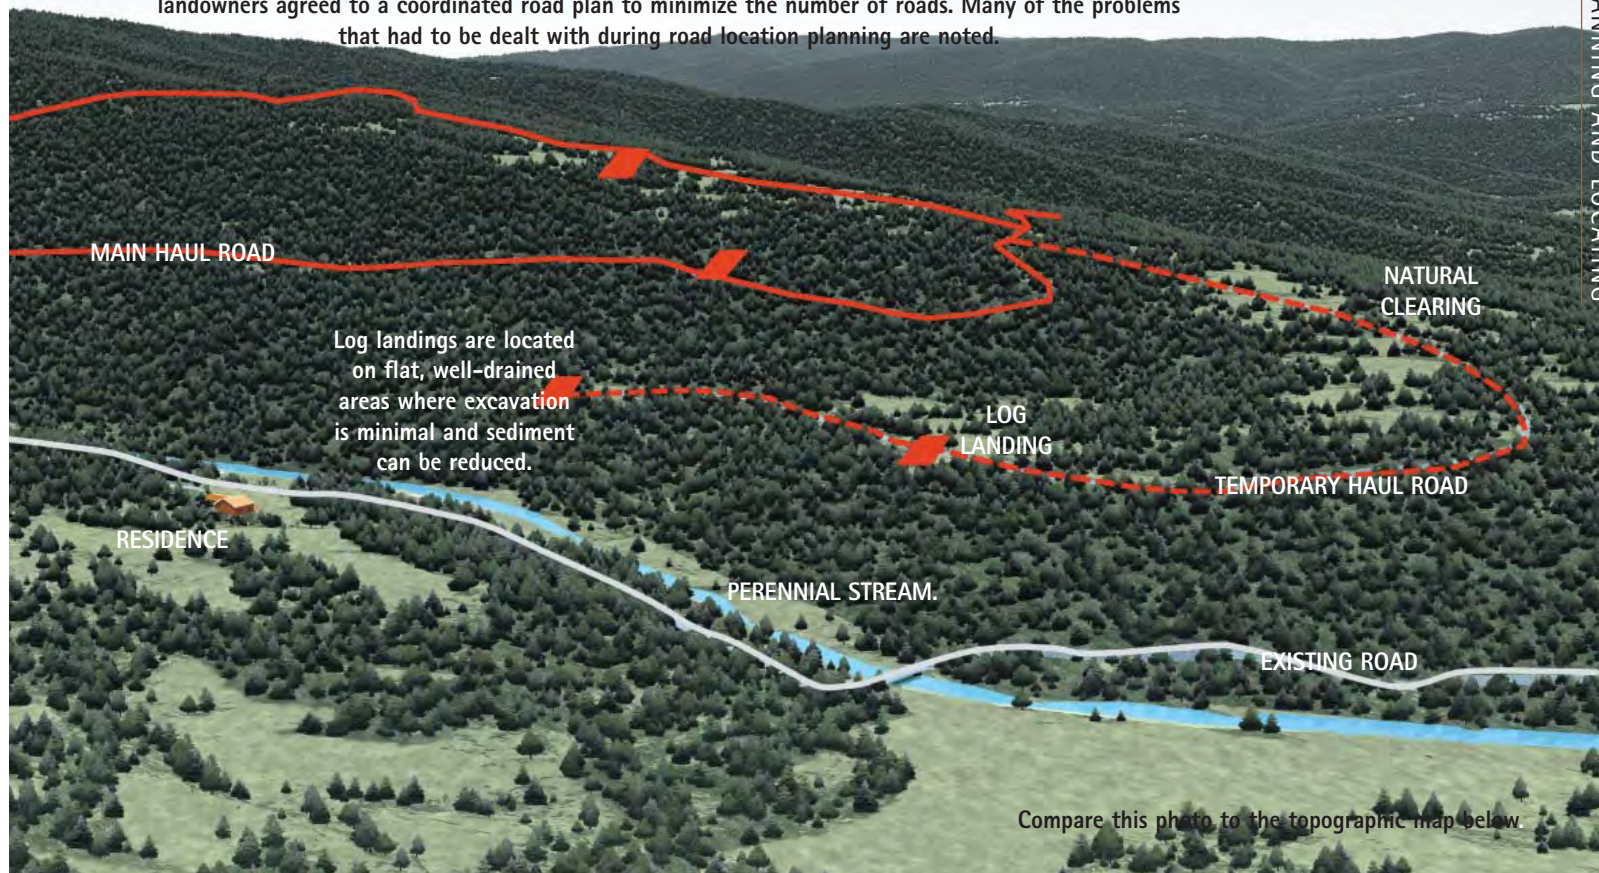 landowners agreed to a coordinated road plan to minimize the number of roads. Many of the problems
that had to be dealt with during road location planning are noted.
ANNING AND LOCATING
MAIN HAUL ROAD
NATURAL
CLEARING
Log landings are located
on flat, well-drained
areas where excavation
is minimal and sediment
can be reduced.
LOG
LANDING
TEMPORARY HAUL ROAD
RESIDENCE
PERENNIAL STREAM.
EXISTING ROAD
Compare this photo to the topographic map below.